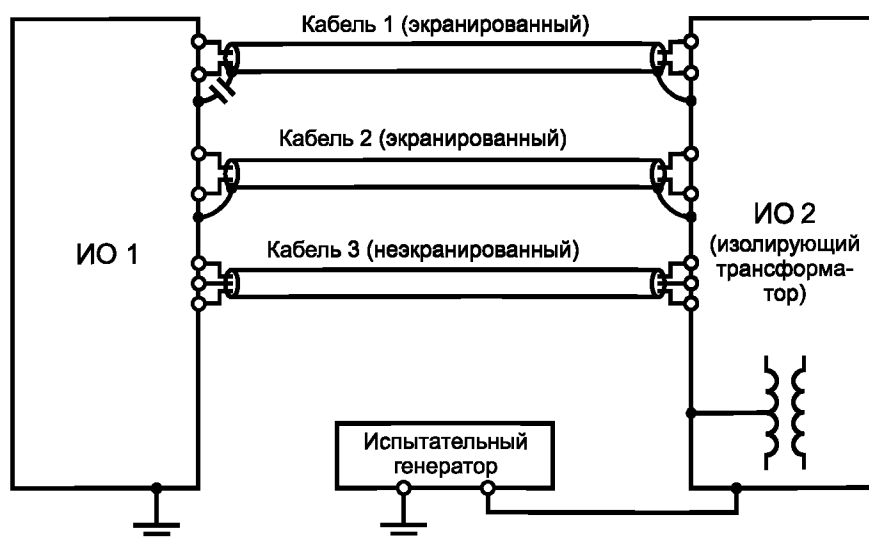 Кабель 1 (экранированный)
Кабель 2 (экранированный)
ИО 1
Кабель 3 (неэкранированный)
ИО 2
(изолирующий
трансформа-
тор)
Испытательный
генератор